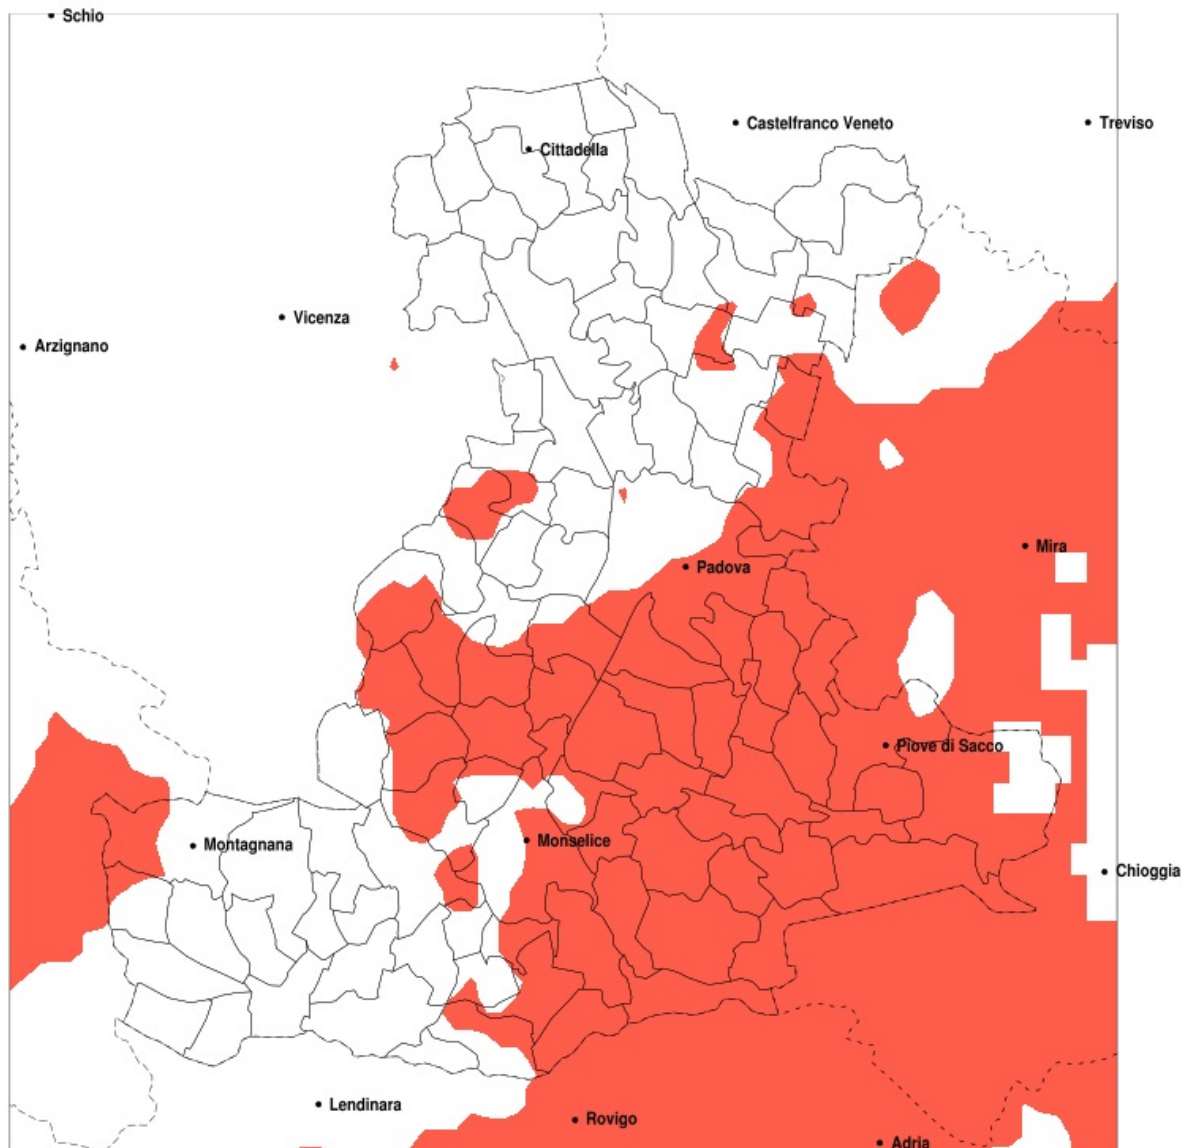 Schio
Castelfranco Veneto
Treviso
Cittadella
Vicenza
Arzignano
Mira
Padova
Piove di Sacco
Montagnana
Monselice
Chioggia
Lendinara
Rovigo
Adria